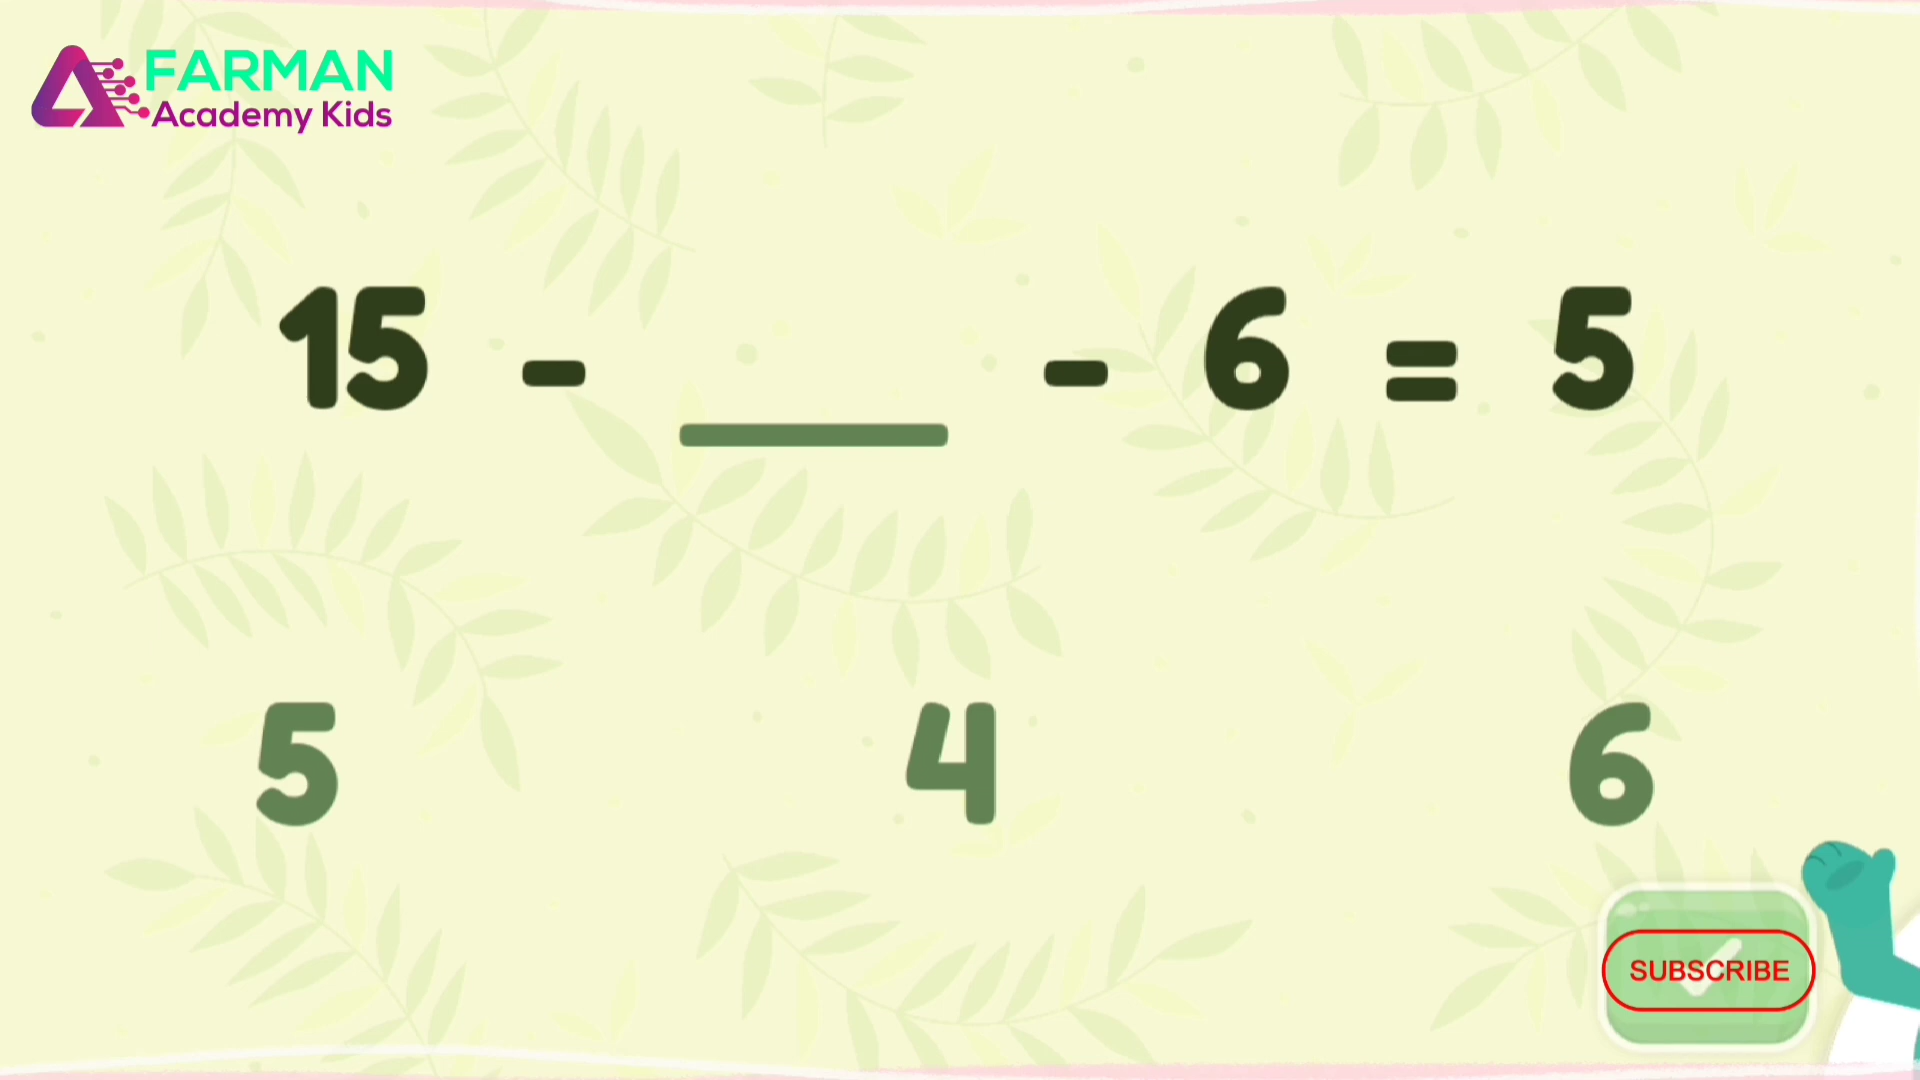 FARMAN
Academy Kids
15 - ___ - 6 = 5
5 4 6
SUBSCRIBE